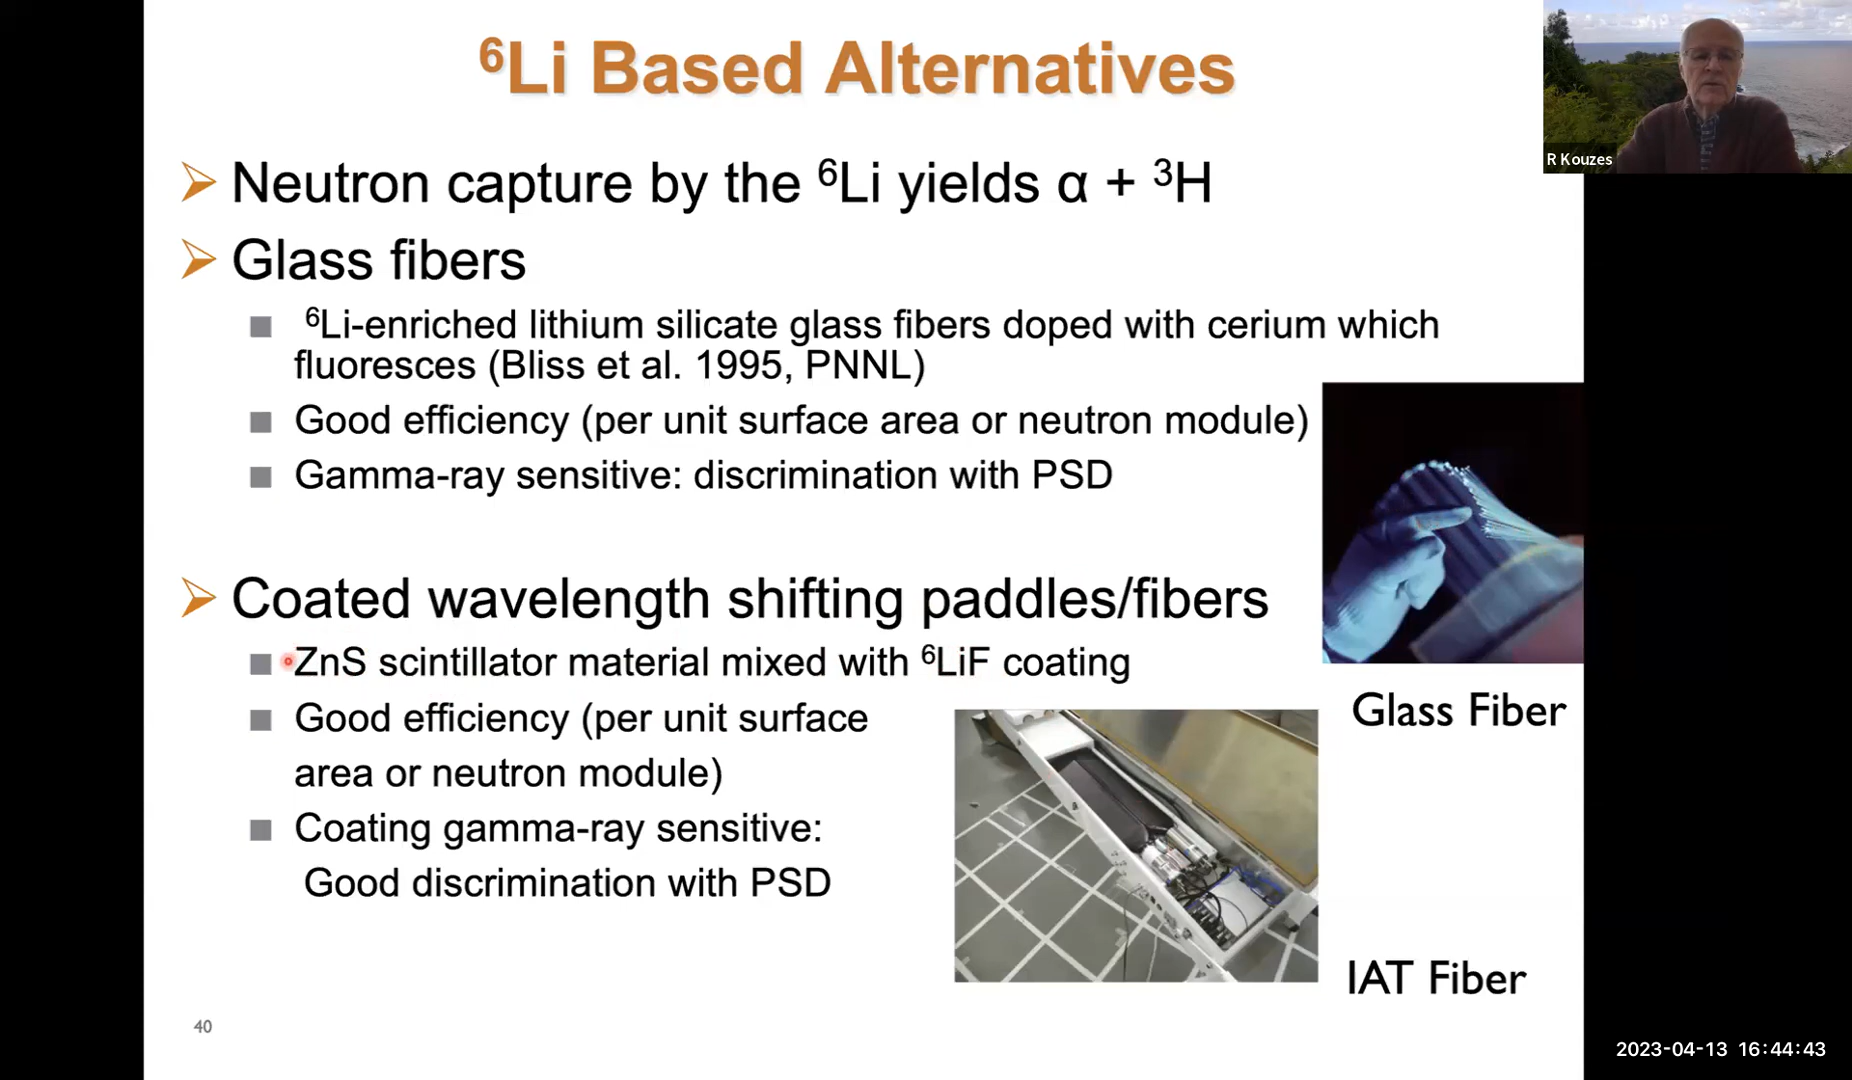 ⁶Li Based Alternatives
R Kouzes
Neutron capture by the ⁶Li yields α + ³H
Glass fibers
⁶Li-enriched lithium silicate glass fibers doped with cerium which
fluoresces (Bliss et al. 1995, PNNL)
Good efficiency (per unit surface area or neutron module)
Gamma-ray sensitive: discrimination with PSD
Coated wavelength shifting paddles/fibers
ZnS scintillator material mixed with ⁶LiF coating
Good efficiency (per unit surface
area or neutron module)
Coating gamma-ray sensitive:
Good discrimination with PSD
Glass Fiber
IAT Fiber
40
2023-04-13 16:44:43